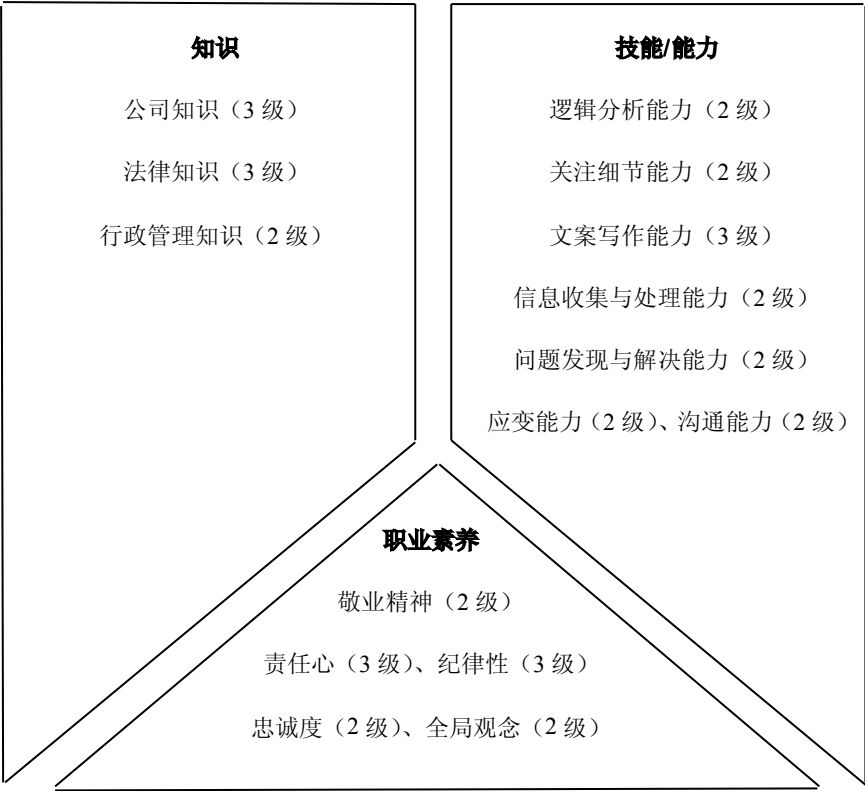 知识
公司知识（3 级）
法律知识（3 级）
行政管理知识（2 级）
技能/能力
逻辑分析能力（2 级）
关注细节能力（2 级）
文案写作能力（3 级）
信息收集与处理能力（2 级）
问题发现与解决能力（2 级）
应变能力（2 级）、沟通能力（2 级）
职业素养
敬业精神（2 级）
责任心（3 级）、纪律性（3 级）
忠诚度（2 级）、全局观念（2 级）